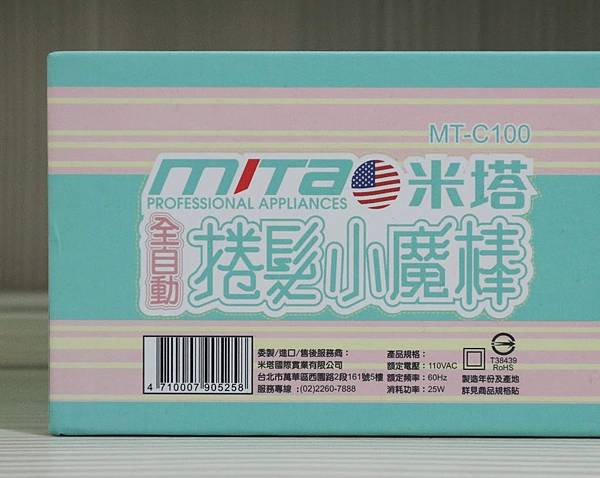 MT-C100
mita 米塔
PROFESSIONAL APPLIANCES
全自動
捲髮小魔棒
4 710007 905258
委製/進口/售後服務商：
米塔國際實業有限公司
台北市萬華區西園路2段161號5樓
服務專線 :(02)2260-7888
產品規格：
額定電壓：110VAC
額定頻率：60Hz
消耗功率：25W
T38439
RoHS
製造年份及產地
詳見商品規格貼